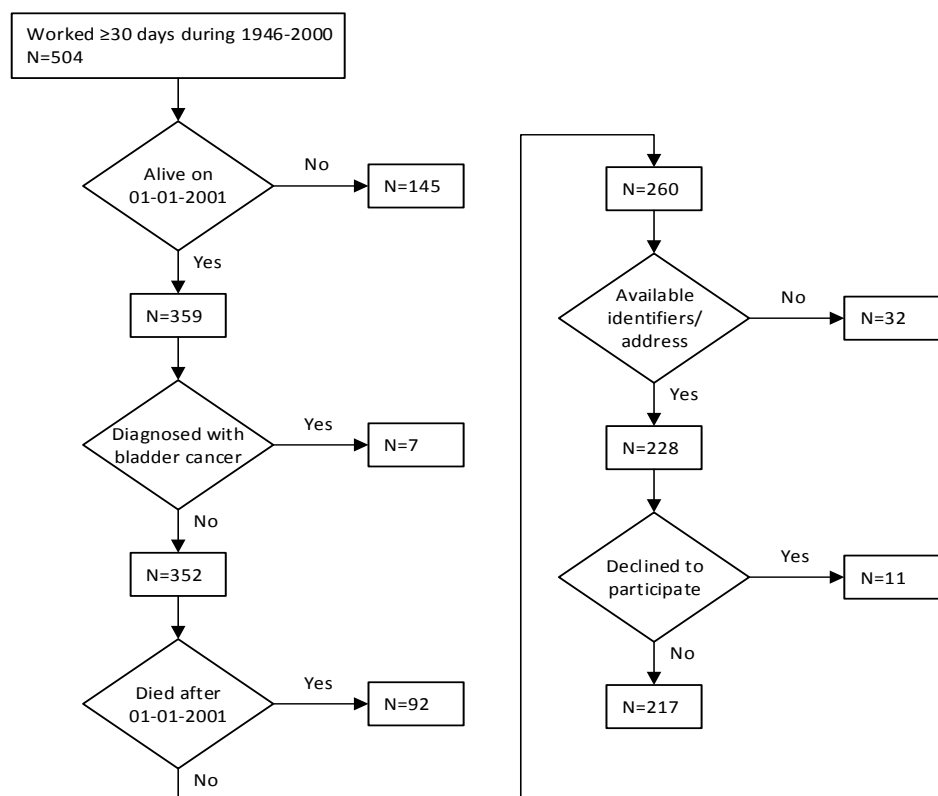 Worked ≥30 days during 1946-2000
N=504
Alive on
01-01-2001
No
N=145
Yes
N=359
Diagnosed with
bladder cancer
Yes
N=7
No
N=352
Died after
01-01-2001
Yes
N=92
No
N=260
Available
identifiers/
address
No
N=32
Yes
N=228
Declined to
participate
Yes
N=11
No
N=217